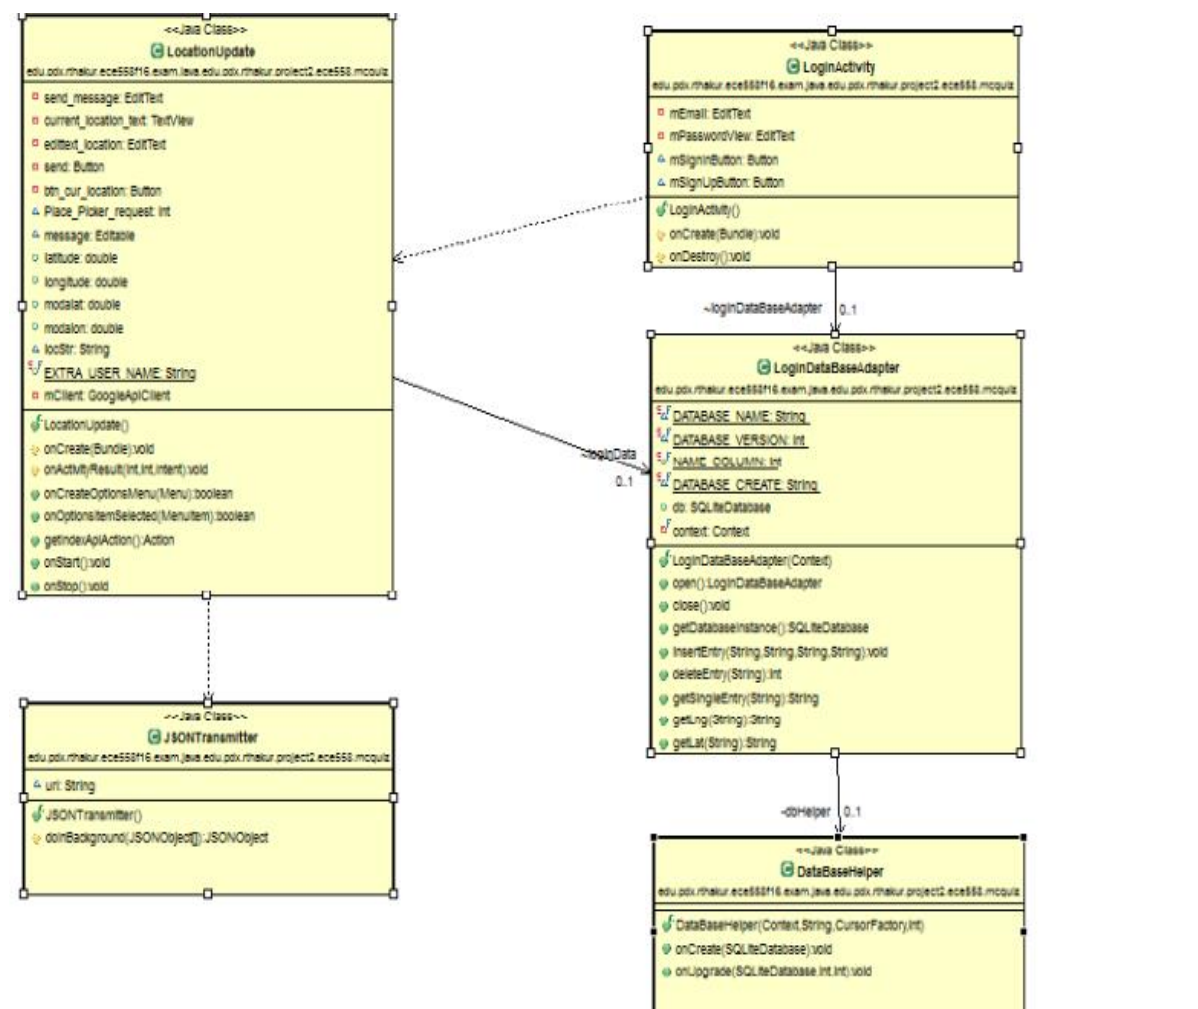 <<Java Class>>
LocationUpdate
edu.pdx.rthakur.ece558f16.exam.java.edu.pdx.rthakur.project2.ece558.mcquiz
send_message: EditText
current_location_text: TextView
edittext_location: EditText
send: Button
btn_cur_location: Button
Place_Picker_request: int
message: Editable
latitude: double
longitude: double
modalat: double
modalon: double
locStr: String
EXTRA_USER_NAME: String
mClient: GoogleApiClient
LocationUpdate()
onCreate(Bundle):void
onActivityResult(int,int,Intent):void
onCreateOptionsMenu(Menu):boolean
onOptionsItemSelected(MenuItem):boolean
getIndexApiAction():Action
onStart():void
onStop():void
<<Java Class>>
LoginActivity
edu.pdx.rthakur.ece558f16.exam.java.edu.pdx.rthakur.project2.ece558.mcquiz
mEmail: EditText
mPasswordView: EditText
mSignInButton: Button
mSignUpButton: Button
LoginActivity()
onCreate(Bundle):void
onDestroy():void
~loginDataBaseAdapter 0..1
<<Java Class>>
LoginDataBaseAdapter
edu.pdx.rthakur.ece558f16.exam.java.edu.pdx.rthakur.project2.ece558.mcquiz
DATABASE_NAME: String
DATABASE_VERSION: int
NAME_COLUMN: int
DATABASE_CREATE: String
db: SQLiteDatabase
context: Context
LoginDataBaseAdapter(Context)
open():LoginDataBaseAdapter
close():void
getDatabaseInstance():SQLiteDatabase
insertEntry(String,String,String,String):void
deleteEntry(String):int
getSingleEntry(String):String
getLng(String):String
getLat(String):String
~loginData
0..1
<<Java Class>>
JSONTransmitter
edu.pdx.rthakur.ece558f16.exam.java.edu.pdx.rthakur.project2.ece558.mcquiz
url: String
JSONTransmitter()
doInBackground(JSONObject[]):JSONObject
-dbHelper 0..1
<<Java Class>>
DataBaseHelper
edu.pdx.rthakur.ece558f16.exam.java.edu.pdx.rthakur.project2.ece558.mcquiz
DataBaseHelper(Context,String,CursorFactory,int)
onCreate(SQLiteDatabase):void
onUpgrade(SQLiteDatabase,int,int):void